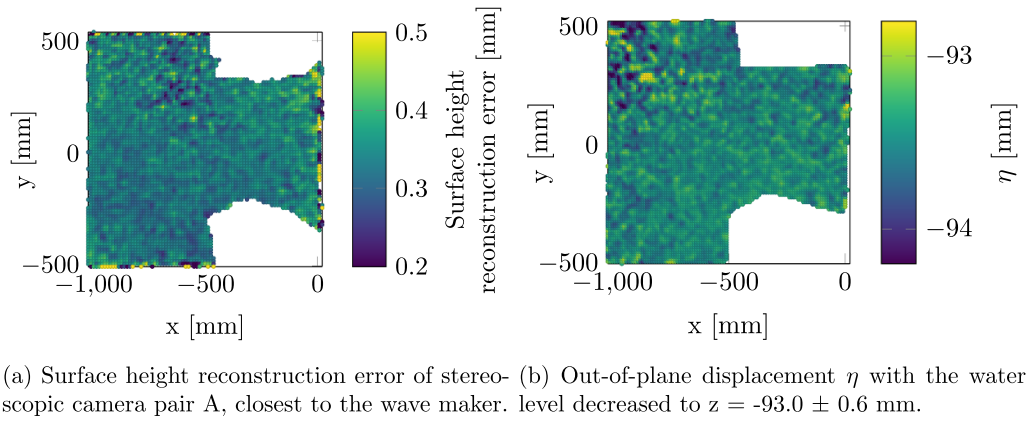 500
0
−500
y [mm]
−1,000
−500
0
x [mm]
0.5
0.4
0.3
0.2
Surface height
reconstruction error [mm]
500
0
−500
y [mm]
−1,000
−500
0
x [mm]
−93
−94
η [mm]
(a) Surface height reconstruction error of stereo-
scopic camera pair A, closest to the wave maker.
(b) Out-of-plane displacement η with the water
level decreased to z = -93.0 ± 0.6 mm.